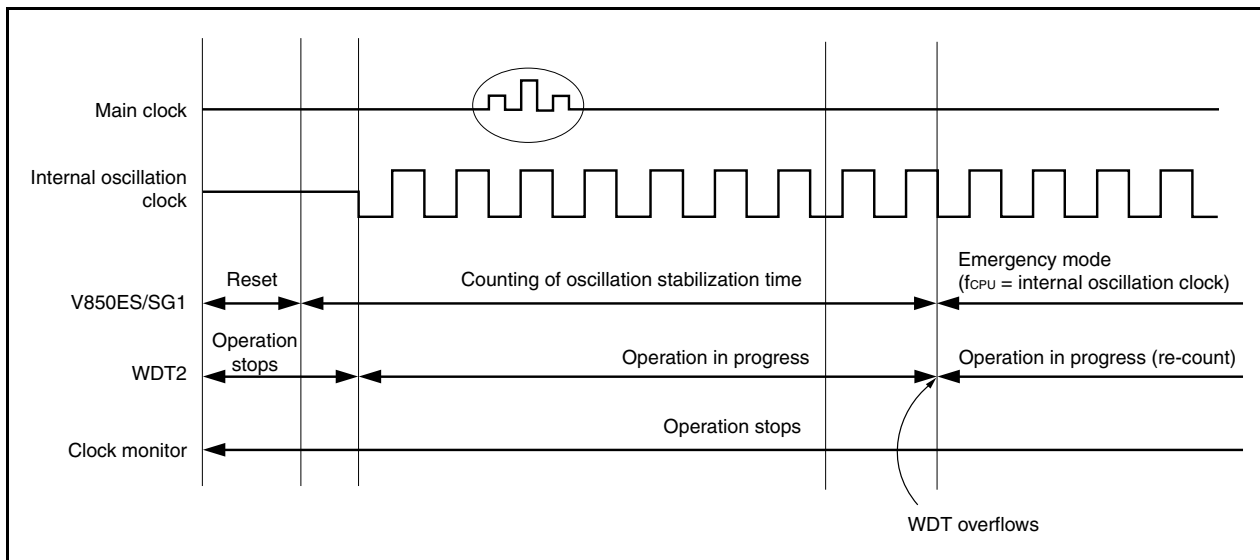 Main clock
Internal oscillation
clock
Reset
Counting of oscillation stabilization time
Emergency mode
(fCPU = internal oscillation clock)
V850ES/SG1
Operation
stops
Operation in progress
Operation in progress (re-count)
WDT2
Operation stops
Clock monitor
WDT overflows